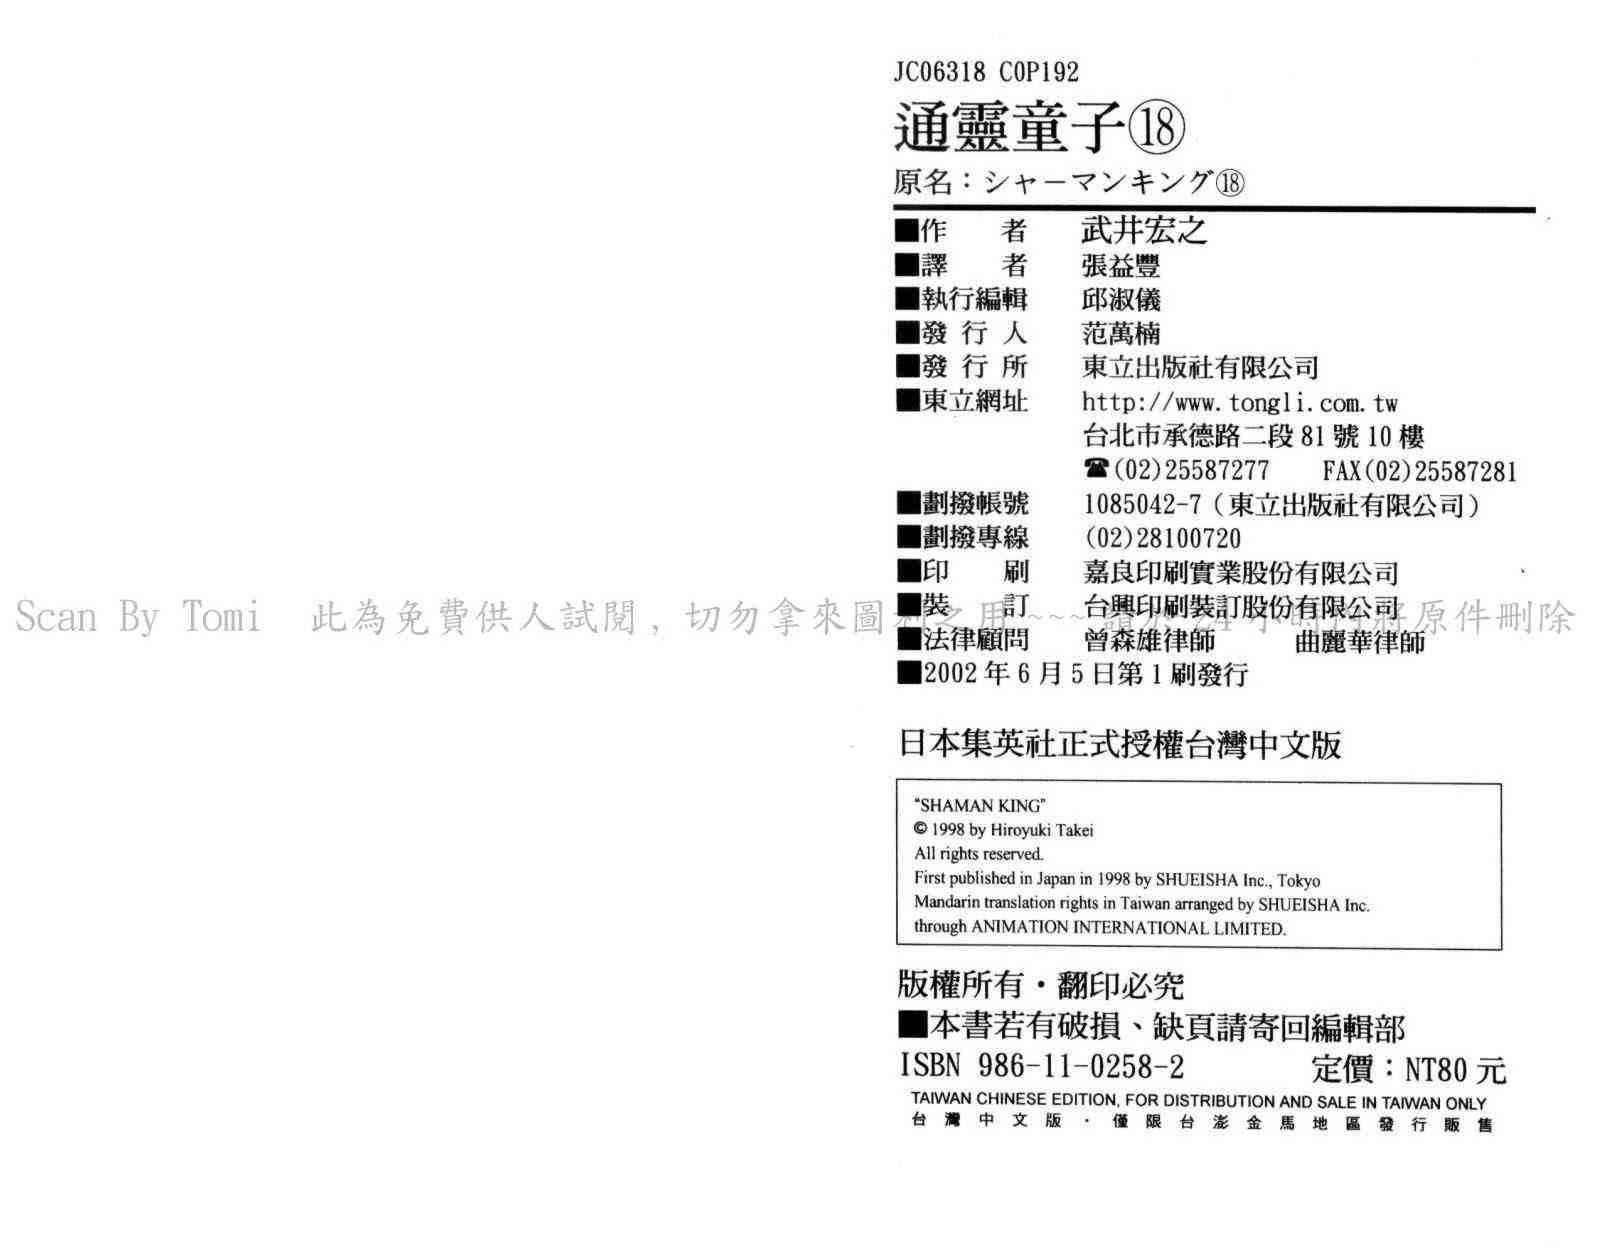 JC06318 C0P192
通靈童子⑱
原名：シャーマンキング⑱
■作　者　武井宏之
■譯　者　張益豐
■執行編輯　邱淑儀
■發行人　范萬楠
■發行所　東立出版社有限公司
■東立網址　http://www.tongli.com.tw
台北市承德路二段81號10樓
☎(02)25587277　FAX(02)25587281
■劃撥帳號　1085042-7（東立出版社有限公司）
■劃撥專線　(02)28100720
■印　刷　嘉良印刷實業股份有限公司
■裝　訂　台興印刷裝訂股份有限公司
Scan By Tomi　此為免費供人試閱，切勿拿來圖利之用~~~請於24小時內將原件刪除
■法律顧問　曾森雄律師　曲麗華律師
■2002年6月5日第1刷發行
日本集英社正式授權台灣中文版
“SHAMAN KING”
© 1998 by Hiroyuki Takei
All rights reserved.
First published in Japan in 1998 by SHUEISHA Inc., Tokyo
Mandarin translation rights in Taiwan arranged by SHUEISHA Inc.
through ANIMATION INTERNATIONAL LIMITED.
版權所有・翻印必究
■本書若有破損、缺頁請寄回編輯部
ISBN 986-11-0258-2　定價：NT80元
TAIWAN CHINESE EDITION, FOR DISTRIBUTION AND SALE IN TAIWAN ONLY
台灣中文版・僅限台澎金馬地區發行販售